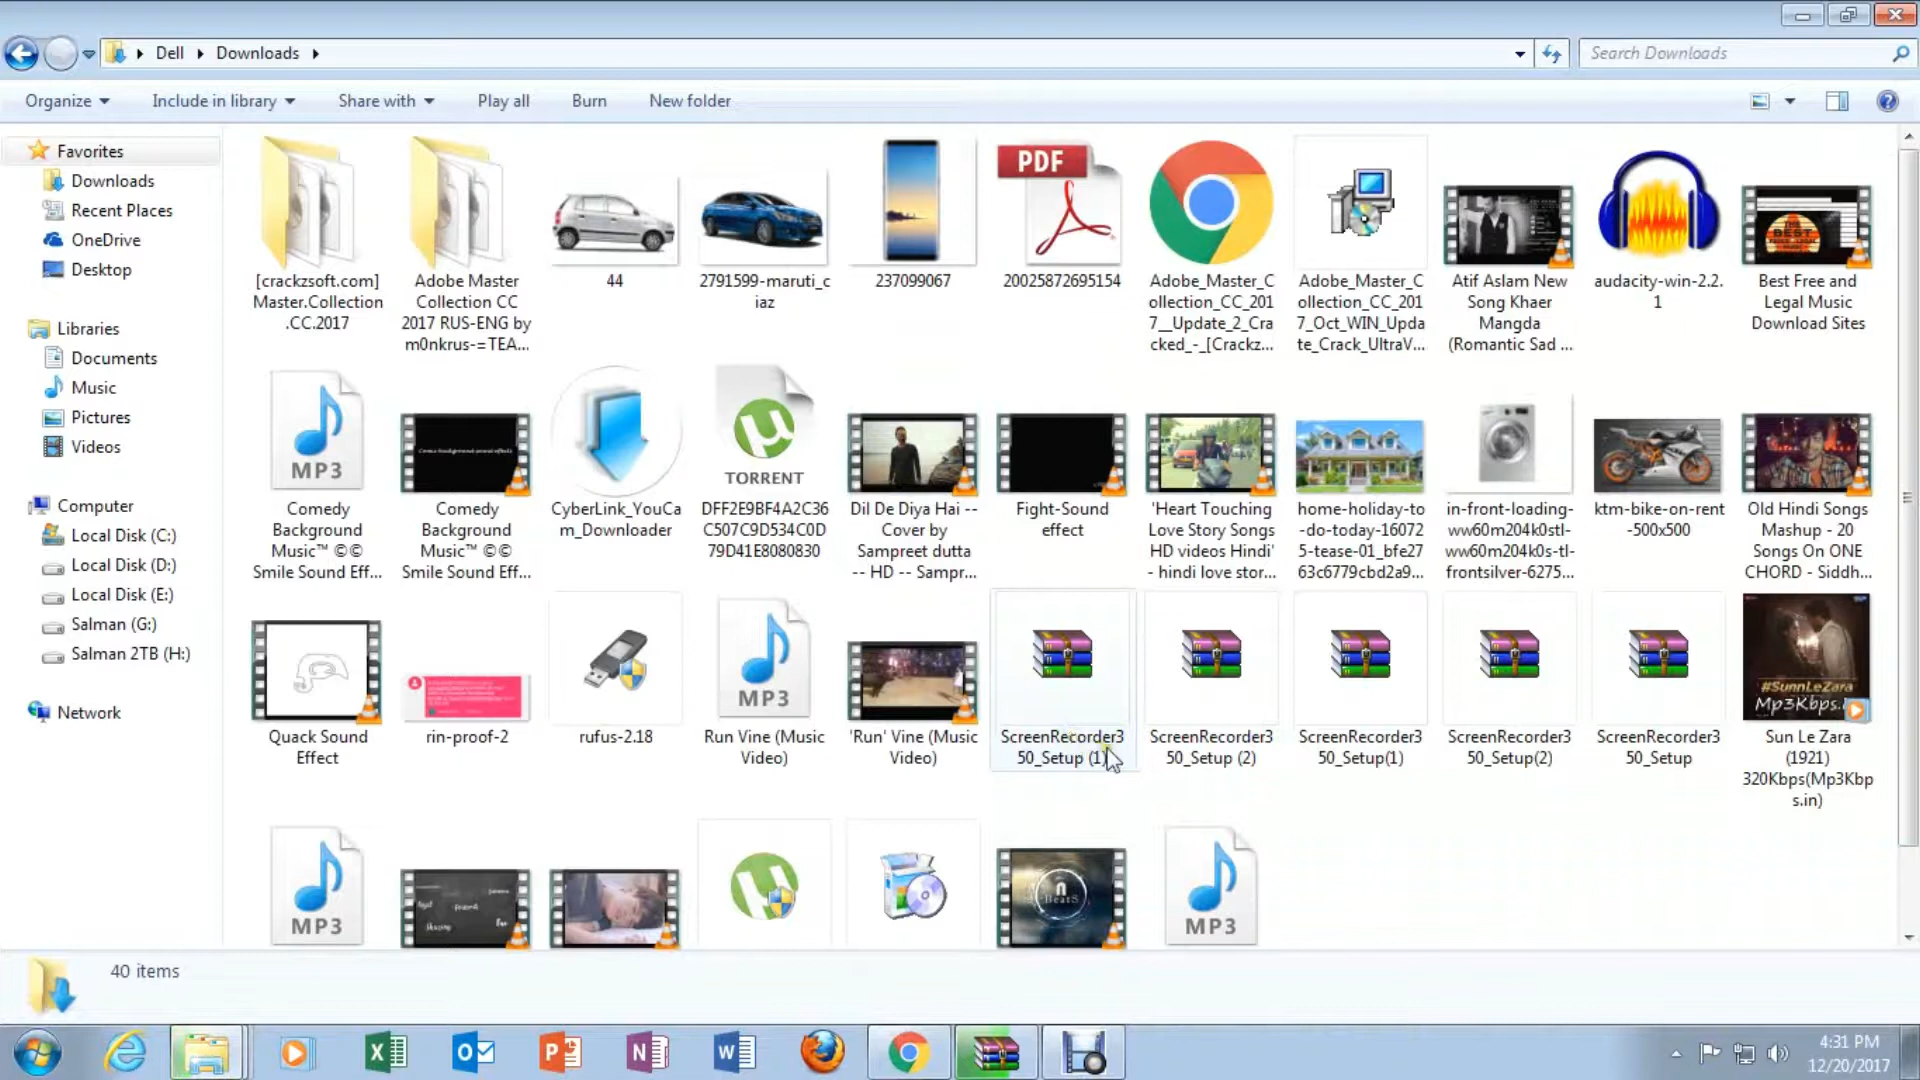 Dell
Downloads
Search Downloads
Organize
Include in library
Share with
Play all
Burn
New folder
Favorites
Downloads
Recent Places
OneDrive
Desktop
Libraries
Documents
Music
Pictures
Videos
Computer
Local Disk (C:)
Local Disk (D:)
Local Disk (E:)
Salman (G:)
Salman 2TB (H:)
Network
PDF
[crackzsoft.com]
Master.Collection
.CC.2017
Adobe Master
Collection CC
2017 RUS-ENG by
m0nkrus-=TEA...
44
2791599-maruti_c
iaz
237099067
20025872695154
Adobe_Master_C
ollection_CC_201
7__Update_2_Cra
cked_-_[Crackz...
Adobe_Master_C
ollection_CC_201
7_Oct_WIN_Upda
te_Crack_UltraV...
Atif Aslam New
Song Khaer
Mangda
(Romantic Sad ...
audacity-win-2.2.
1
BEST
Best Free and
Legal Music
Download Sites
MP3
Comedy
Background
Music™ ©©
Smile Sound Eff...
Comedy
Background
Music™ ©©
Smile Sound Eff...
CyberLink_YouCa
m_Downloader
TORRENT
DFF2E9BF4A2C36
C507C9D534C0D
79D41E8080830
Dil De Diya Hai --
Cover by
Sampreet dutta
-- HD -- Sampr...
Fight-Sound
effect
'Heart Touching
Love Story Songs
HD videos Hindi'
- hindi love stor...
home-holiday-to
-do-today-16072
5-tease-01_bfe27
63c6779cbd2a9...
in-front-loading-
ww60m204k0stl-
ww60m204k0s-tl-
frontsilver-6275...
ktm-bike-on-rent
-500x500
Old Hindi Songs
Mashup - 20
Songs On ONE
CHORD - Siddh...
Quack Sound
Effect
rin-proof-2
rufus-2.18
MP3
Run Vine (Music
Video)
'Run' Vine (Music
Video)
ScreenRecorder3
50_Setup (1)
ScreenRecorder3
50_Setup (2)
ScreenRecorder3
50_Setup(1)
ScreenRecorder3
50_Setup(2)
ScreenRecorder3
50_Setup
#SunnLeZara
Mp3Kbps.
Sun Le Zara
(1921)
320Kbps(Mp3Kbp
s.in)
MP3
n
BeatS
MP3
40 items
4:31 PM
12/20/2017